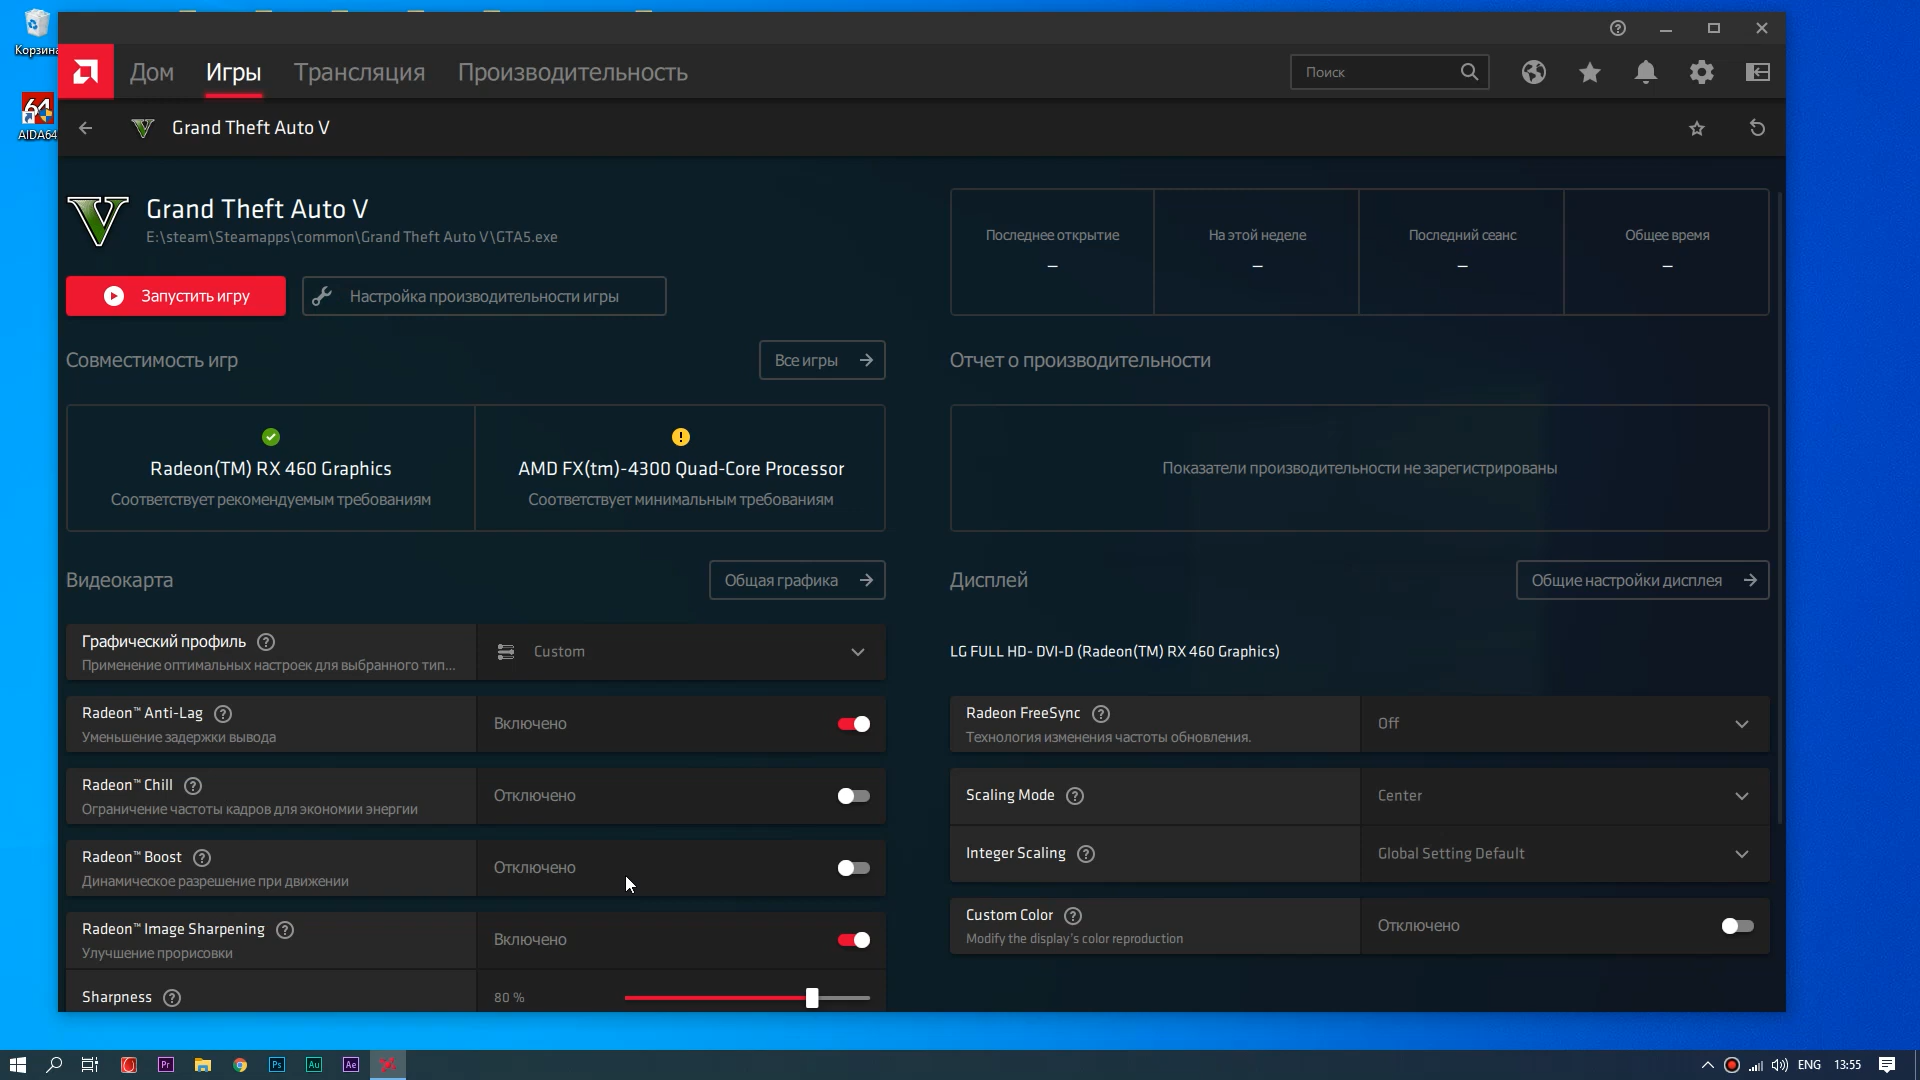 Корзина
AIDA64
Дом
Игры
Трансляция
Производительность
Поиск
Grand Theft Auto V
Grand Theft Auto V
E:\steam\Steamapps\common\Grand Theft Auto V\GTA5.exe
Запустить игру
Настройка производительности игры
Последнее открытие
–
На этой неделе
–
Последний сеанс
–
Общее время
–
Совместимость игр
Все игры
Radeon(TM) RX 460 Graphics
Соответствует рекомендуемым требованиям
AMD FX(tm)-4300 Quad-Core Processor
Соответствует минимальным требованиям
Отчет о производительности
Показатели производительности не зарегистрированы
Видеокарта
Общая графика
Графический профиль
Применение оптимальных настроек для выбранного тип...
Custom
Radeon™ Anti-Lag
Уменьшение задержки вывода
Включено
Radeon™ Chill
Ограничение частоты кадров для экономии энергии
Отключено
Radeon™ Boost
Динамическое разрешение при движении
Отключено
Radeon™ Image Sharpening
Улучшение прорисовки
Включено
Sharpness
80 %
Дисплей
Общие настройки дисплея
LG FULL HD- DVI-D (Radeon(TM) RX 460 Graphics)
Radeon FreeSync
Технология изменения частоты обновления.
Off
Scaling Mode
Center
Integer Scaling
Global Setting Default
Custom Color
Modify the display's color reproduction
Отключено
Pr
Ps
Au
Ae
ENG
13:55